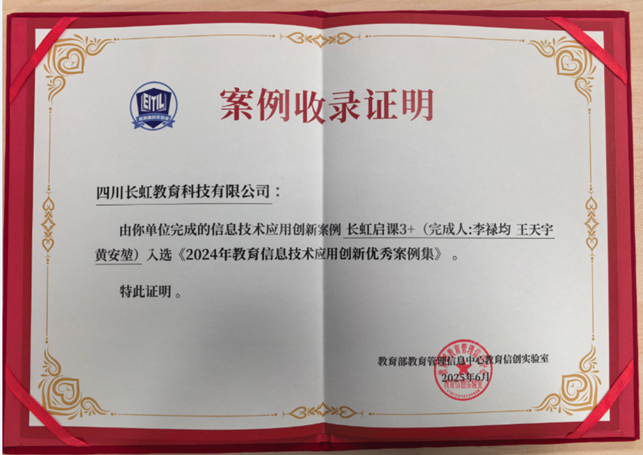 EITIL
案例收录证明
四川长虹教育科技有限公司：
由你单位完成的信息技术应用创新案例 长虹启课3+（完成人:李禄均 王天宇
黄安堃）入选《2024年教育信息技术应用创新优秀案例集》。
特此证明。
教育部教育管理信息中心教育信创实验室
2025年6月